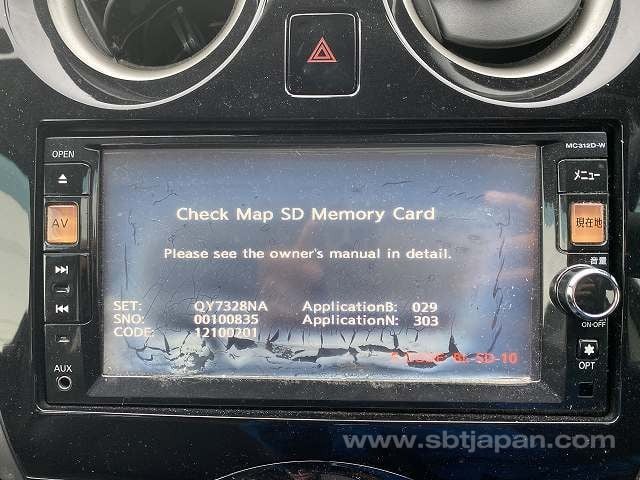 OPEN
MC312D-W
AV
メニュー
現在地
音量
ON·OFF
OPT
AUX
Check Map SD Memory Card
Please see the owner's manual in detail.
SET: QY7328NA ApplicationB: 029
SNO: 00100835 ApplicationN: 303
CODE: 12100201
SD-10
www.sbtjapan.com